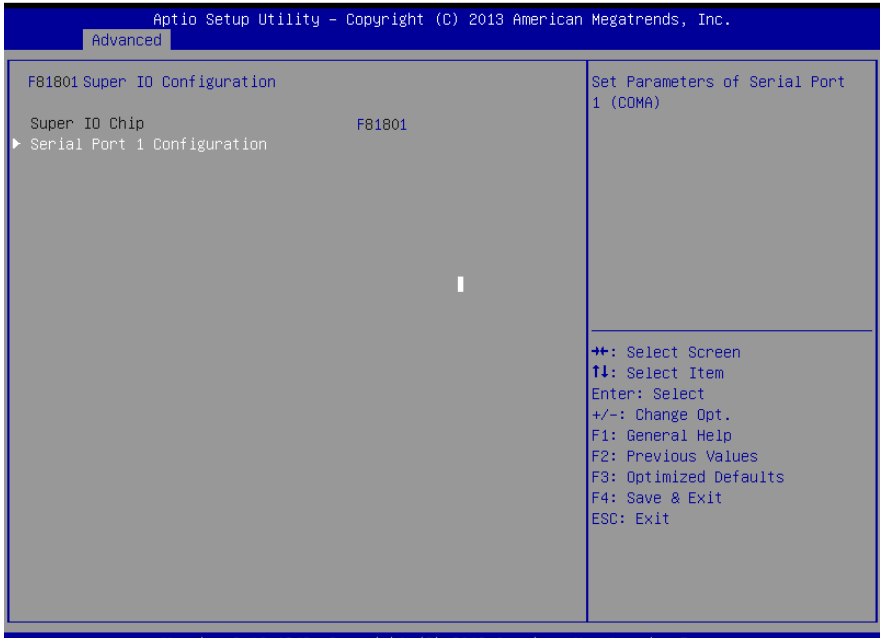 Aptio Setup Utility – Copyright (C) 2013 American Megatrends, Inc.
Advanced
F81801 Super IO Configuration
Super IO Chip F81801
Serial Port 1 Configuration
Set Parameters of Serial Port
1 (COMA)
→←: Select Screen
↑↓: Select Item
Enter: Select
+/-: Change Opt.
F1: General Help
F2: Previous Values
F3: Optimized Defaults
F4: Save & Exit
ESC: Exit